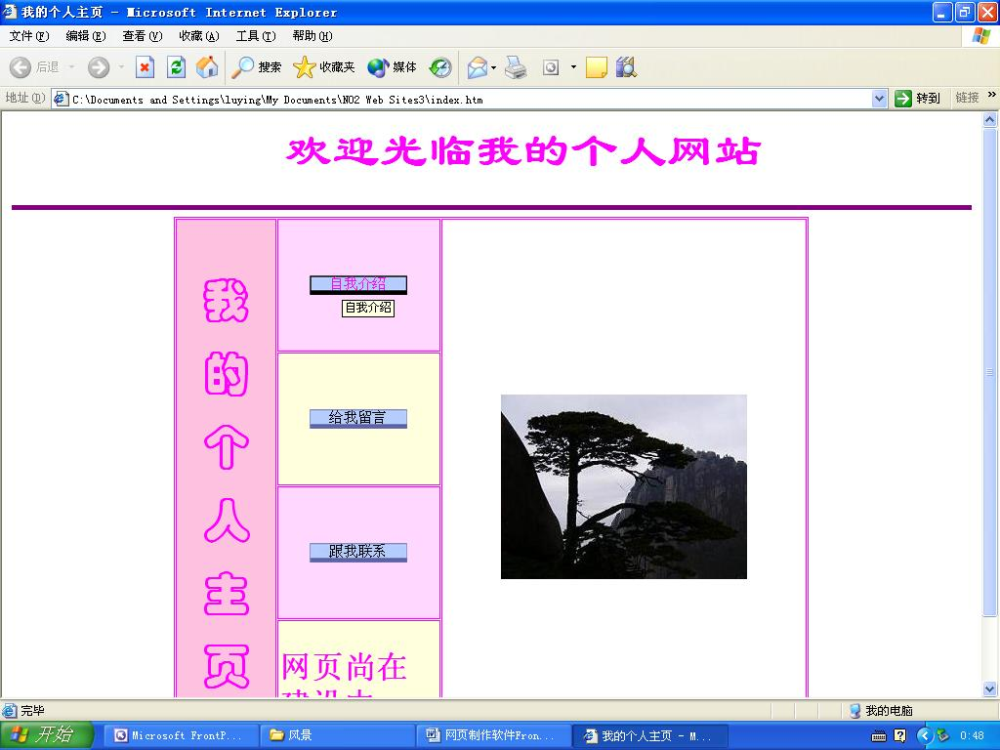 我的个人主页 - Microsoft Internet Explorer
文件(F) 编辑(E) 查看(V) 收藏(A) 工具(T) 帮助(H)
后退 搜索 收藏夹 媒体
地址(D) C:\Documents and Settings\luying\My Documents\NO2 Web Sites3\index.htm 转到 链接 »
欢迎光临我的个人网站
我的个人主页
自我介绍
自我介绍
给我留言
跟我联系
网页尚在
完毕 我的电脑
开始 Microsoft FrontP... 风景 网页制作软件Fron... 我的个人主页 - M... 0:48